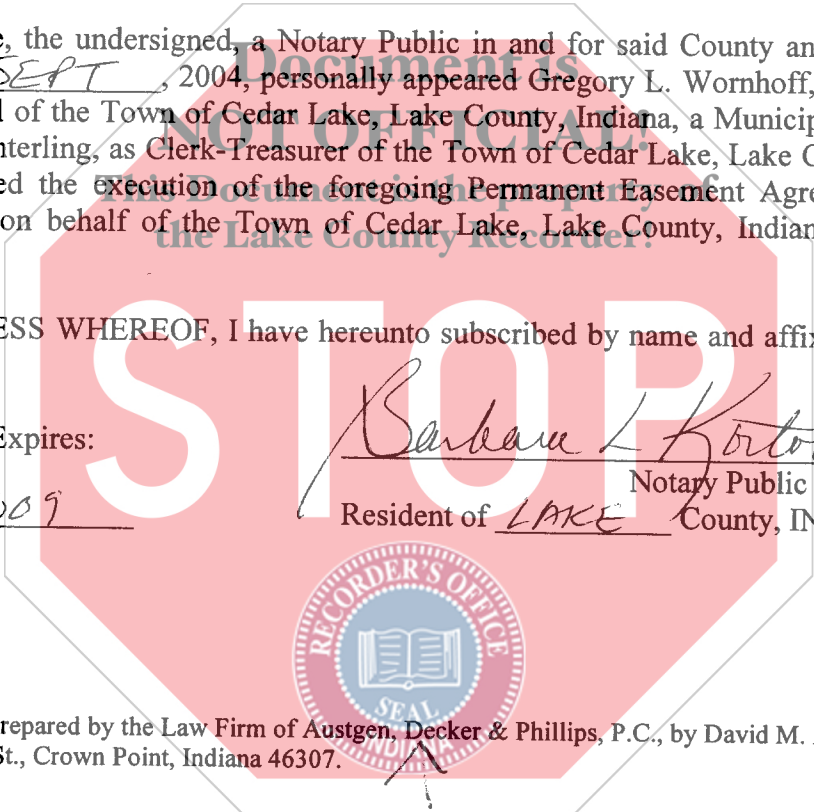 e, the undersigned, a Notary Public in and for said County an
SEPT, 2004, personally appeared Gregory L. Wornhoff,
l of the Town of Cedar Lake, Lake County, Indiana, a Municip
nterling, as Clerk-Treasurer of the Town of Cedar Lake, Lake C
ed the execution of the foregoing Permanent Easement Agre
on behalf of the Town of Cedar Lake, Lake County, Indian
Document is
NOT OFFICIAL!
This Document is the property of
the Lake County Recorder!
STOP
ESS WHEREOF, I have hereunto subscribed by name and affix
Expires:
Barbara L Korto
Notary Public
009
Resident of LAKE County, IN
RECORDER'S OFFICE
SEAL
INDIANA
repared by the Law Firm of Austgen, Decker & Phillips, P.C., by David M.
St., Crown Point, Indiana 46307.